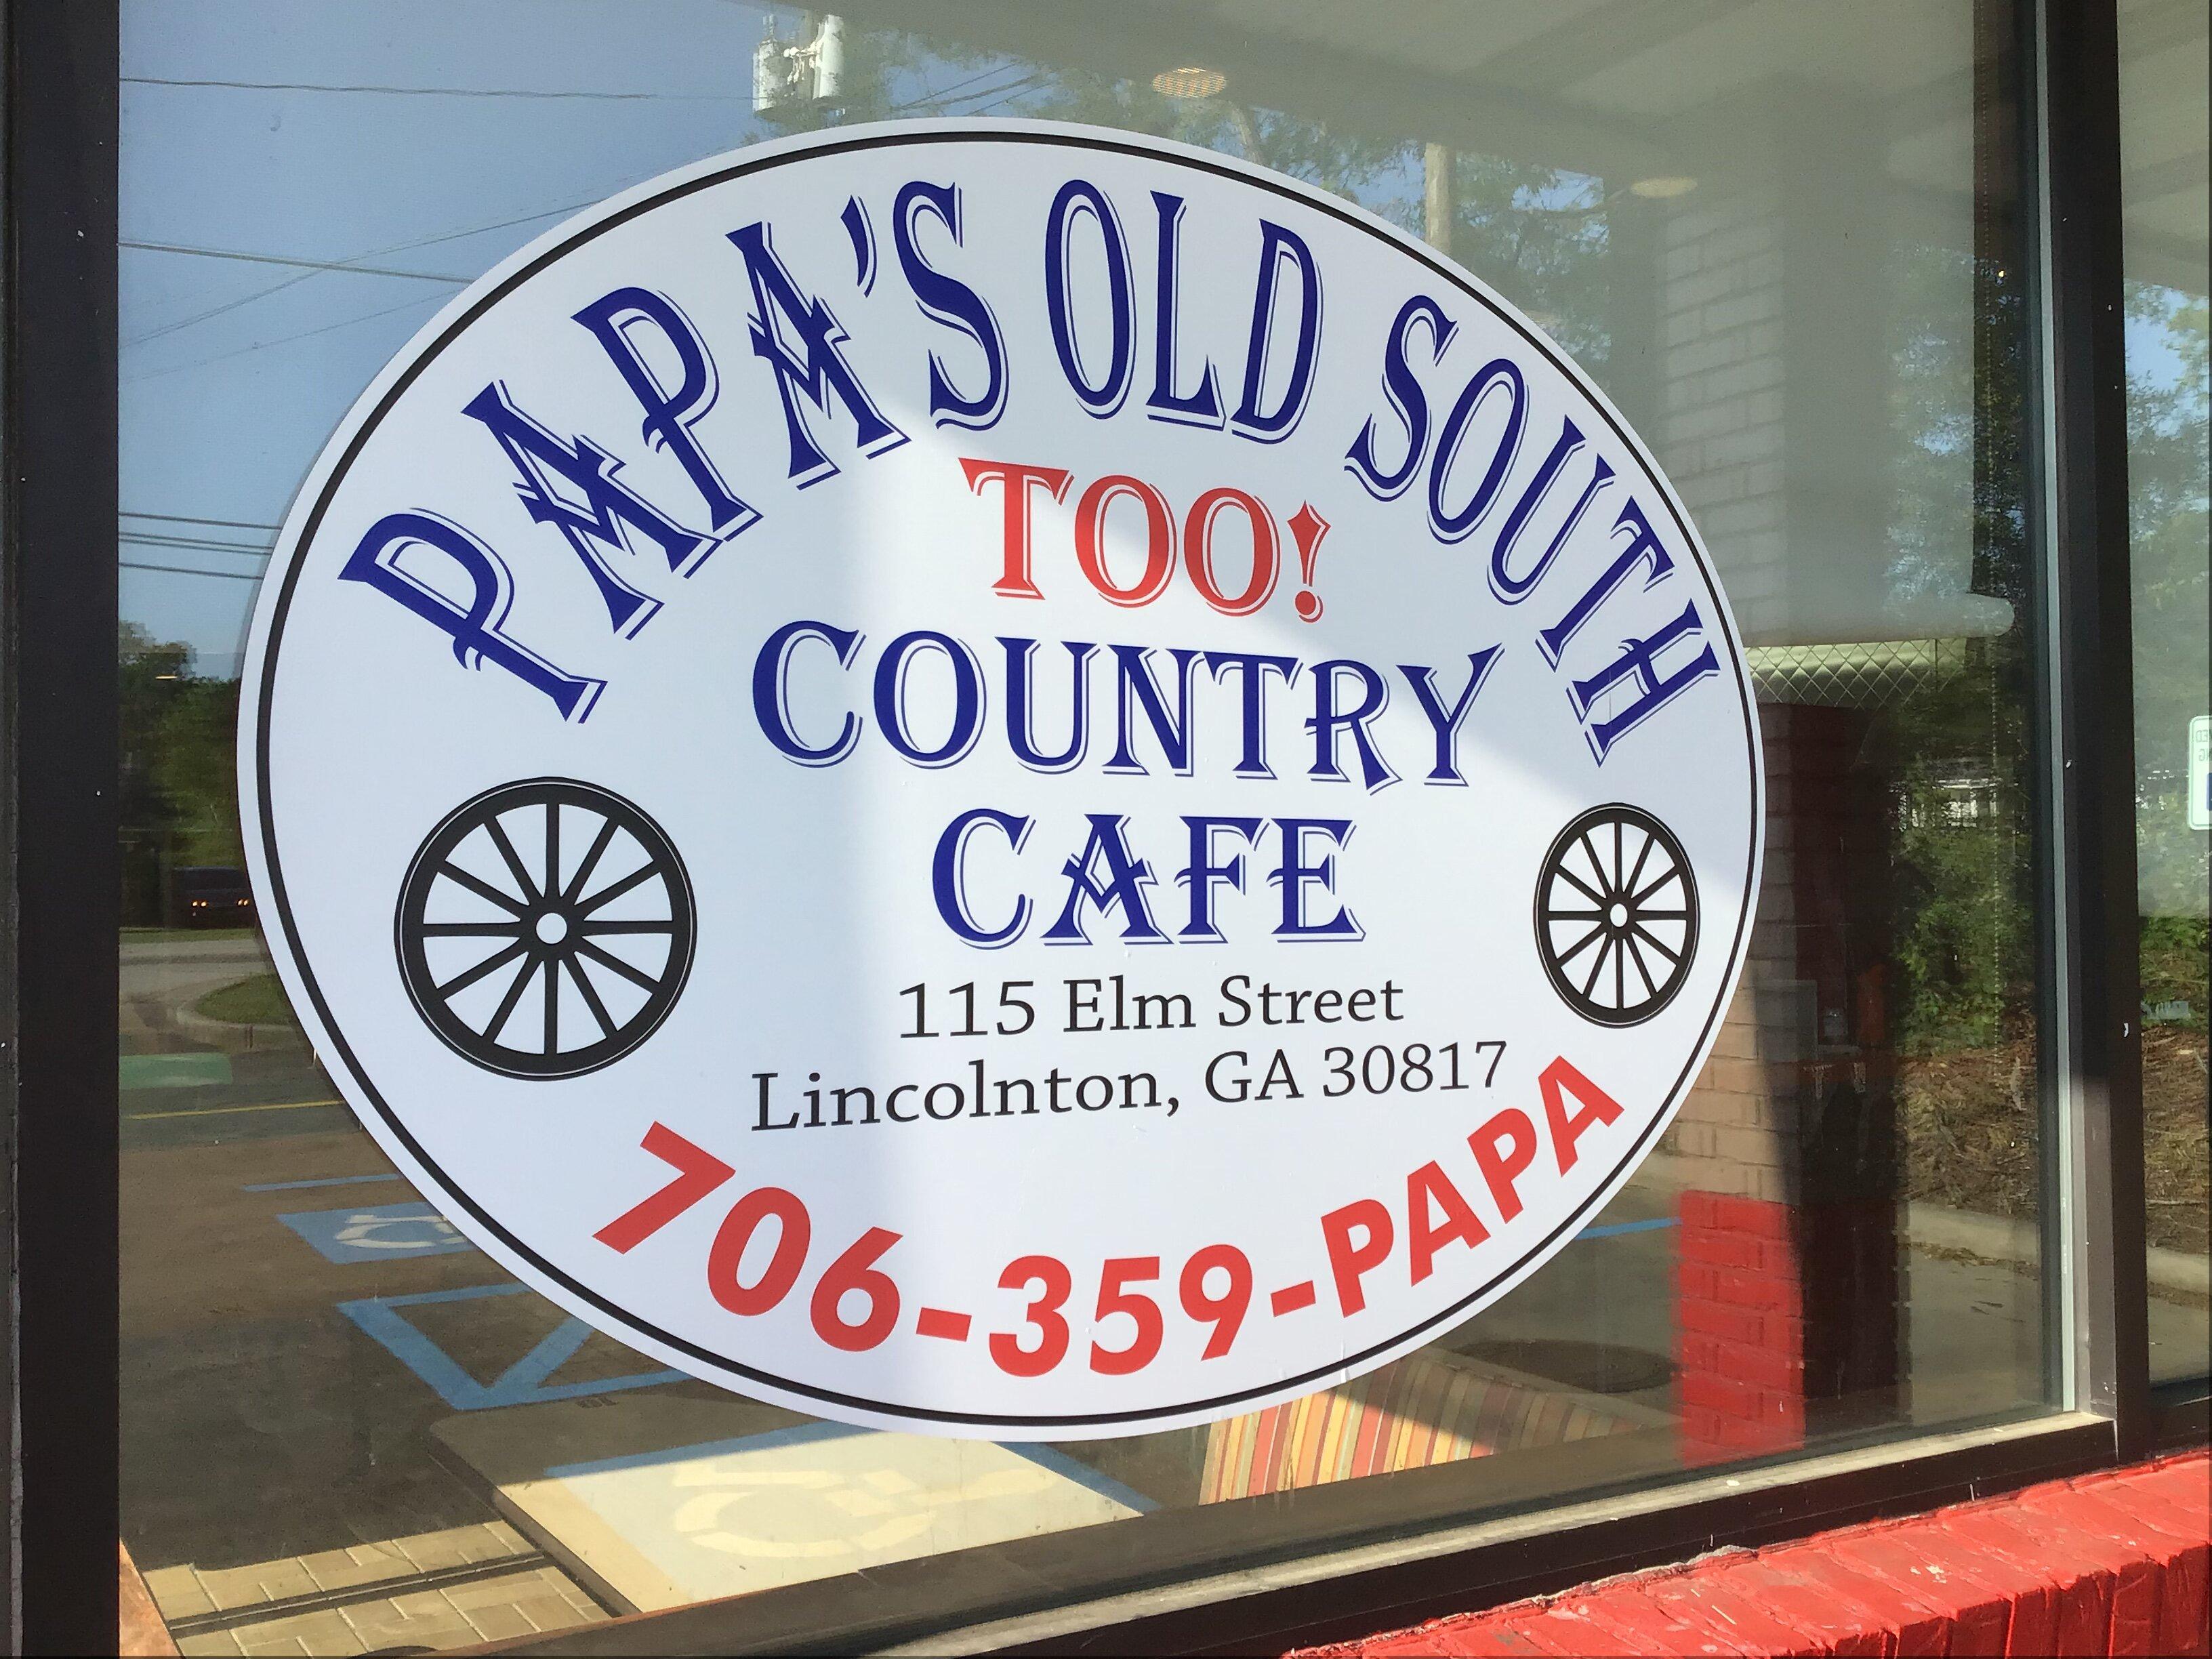 PAPA'S OLD SOUTH
TOO!
COUNTRY
CAFE
115 Elm Street
Lincolnton, GA 30817
706-359-PAPA